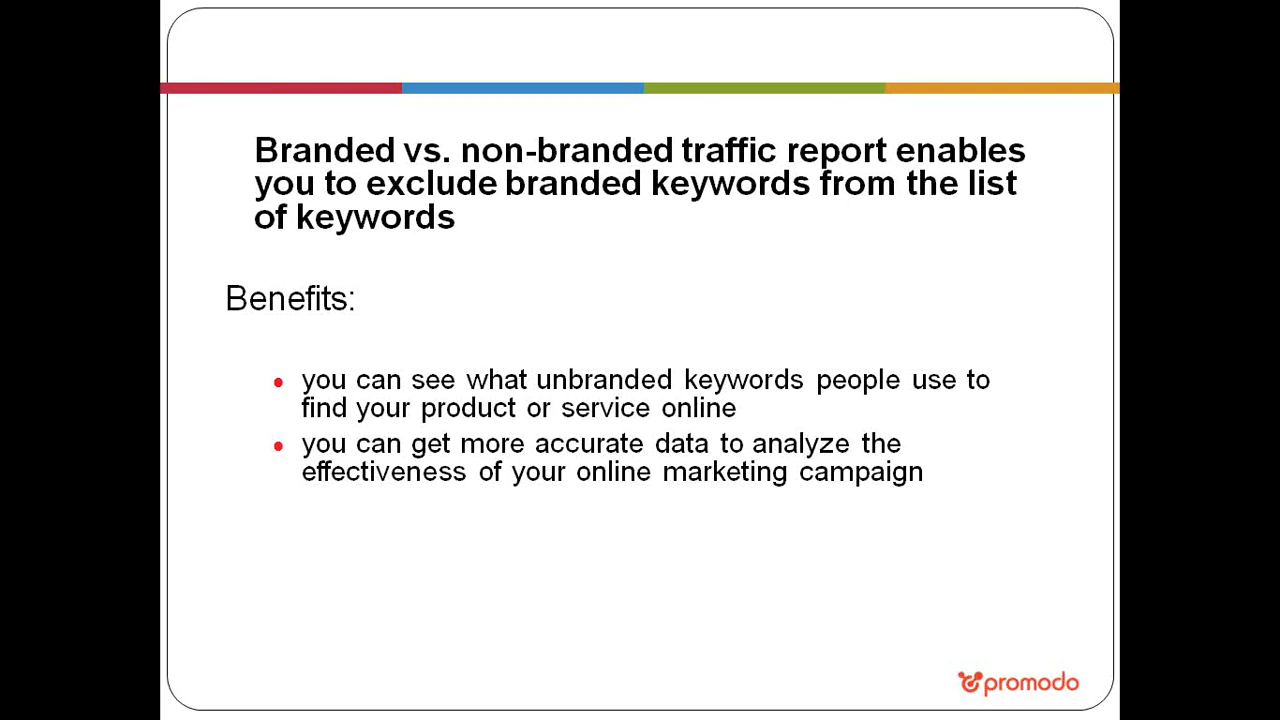 Branded vs. non-branded traffic report enables
you to exclude branded keywords from the list
of keywords
Benefits:
you can see what unbranded keywords people use to
find your product or service online
you can get more accurate data to analyze the
effectiveness of your online marketing campaign
promodo